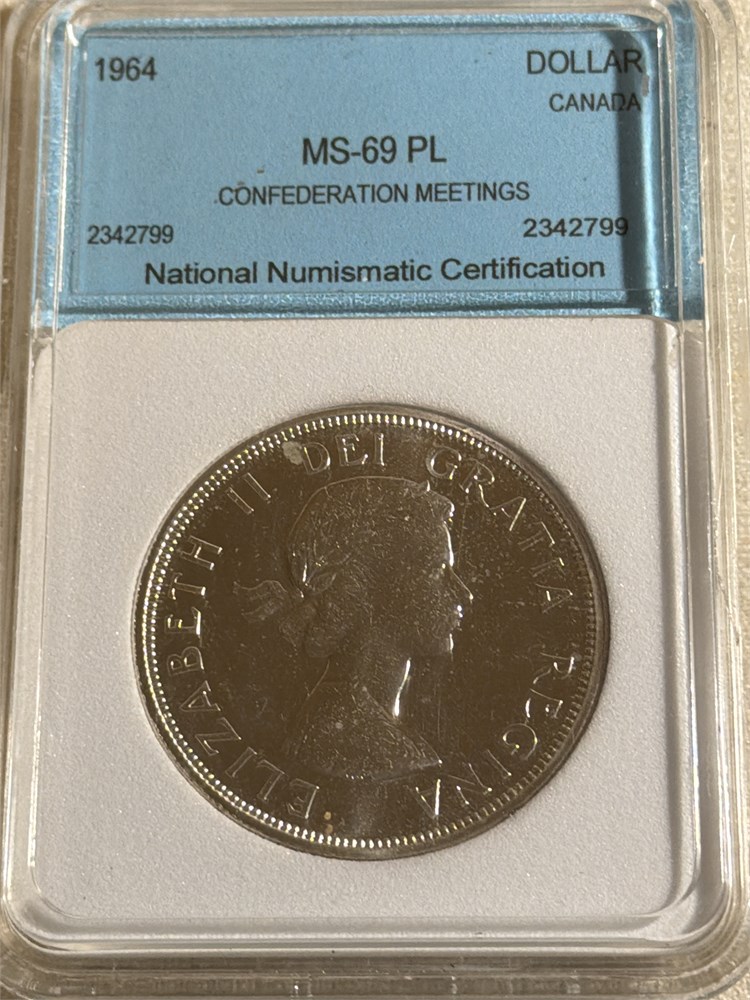 1964 DOLLAR
CANADA
MS-69 PL
CONFEDERATION MEETINGS
2342799 2342799
National Numismatic Certification
ELIZABETH II DEI GRATIA REGINA